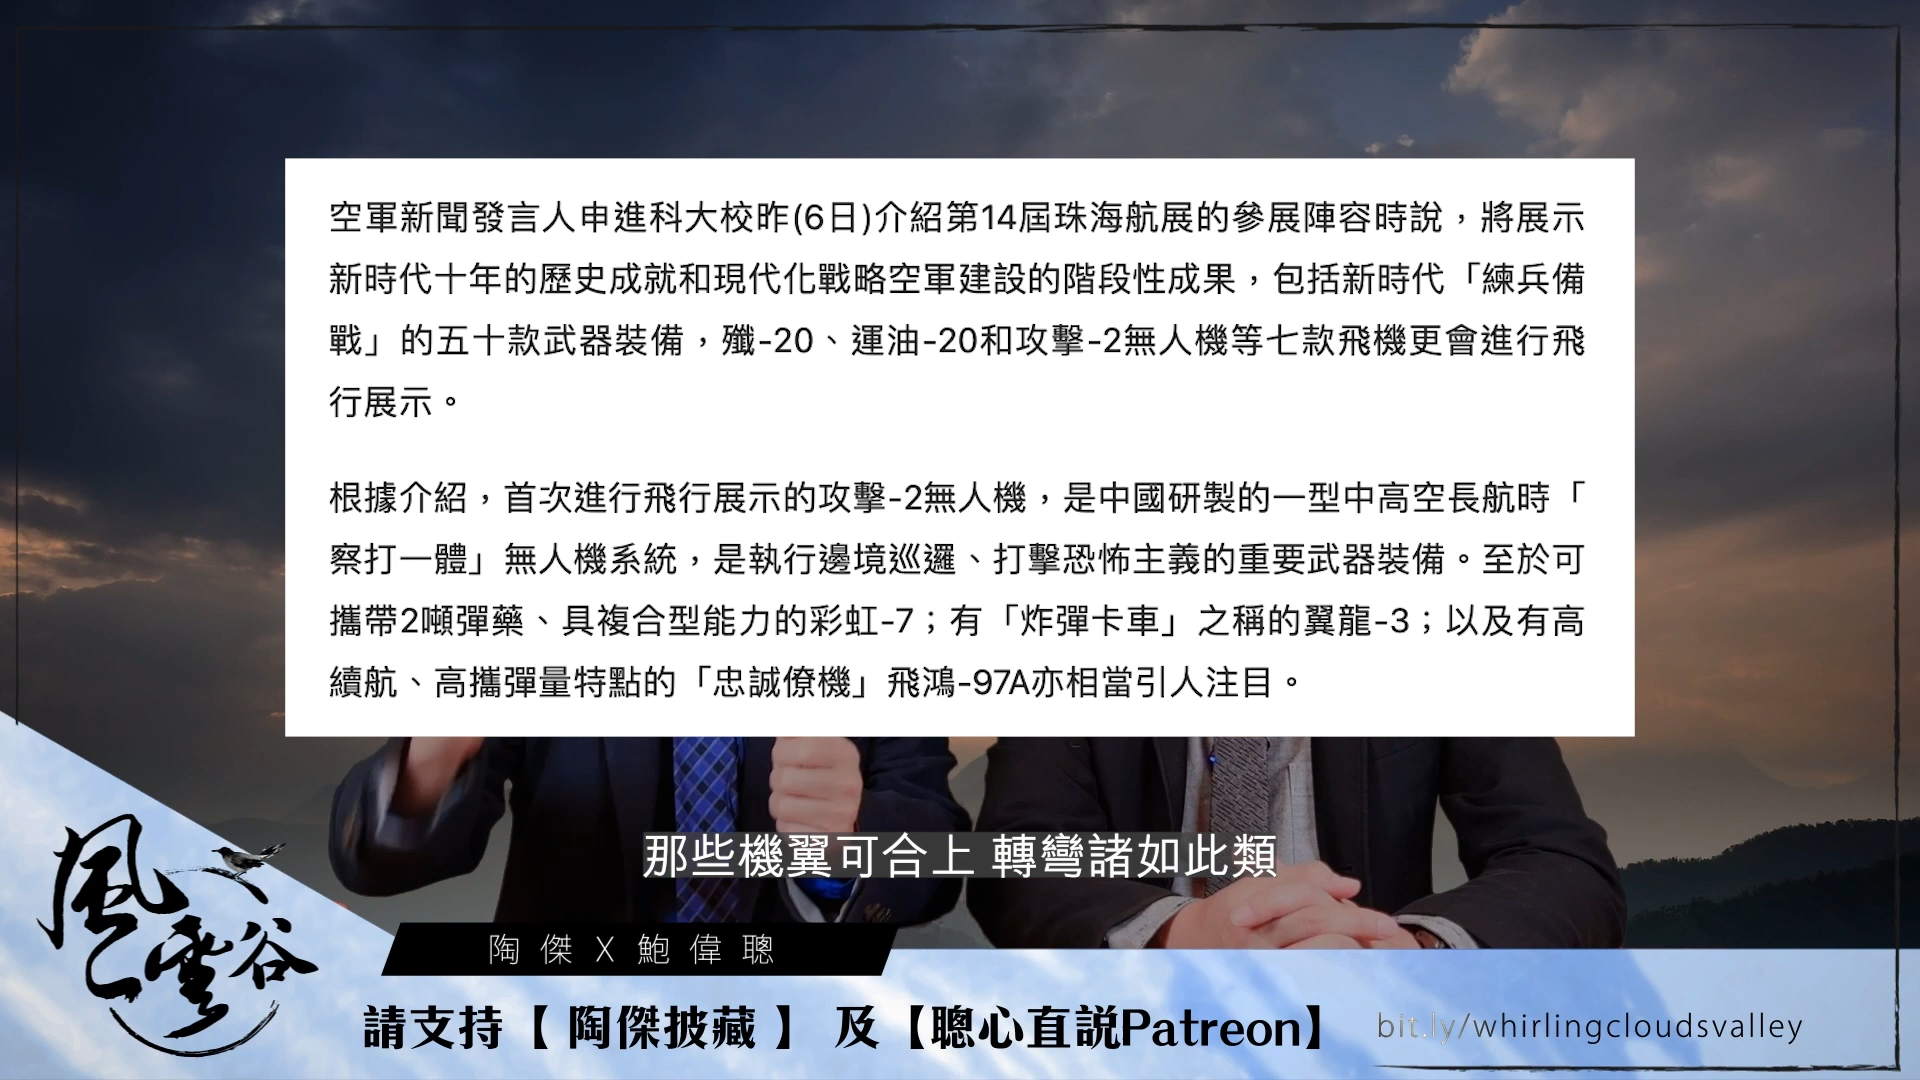 空軍新聞發言人申進科大校昨(6日)介紹第14屆珠海航展的參展陣容時說，將展示
新時代十年的歷史成就和現代化戰略空軍建設的階段性成果，包括新時代「練兵備
戰」的五十款武器裝備，殲-20、運油-20和攻擊-2無人機等七款飛機更會進行飛
行展示。
根據介紹，首次進行飛行展示的攻擊-2無人機，是中國研製的一型中高空長航時「
察打一體」無人機系統，是執行邊境巡邏、打擊恐怖主義的重要武器裝備。至於可
攜帶2噸彈藥、具複合型能力的彩虹-7；有「炸彈卡車」之稱的翼龍-3；以及有高
續航、高攜彈量特點的「忠誠僚機」飛鴻-97A亦相當引人注目。
那些機翼可合上 轉彎諸如此類
風雲谷
陶傑X鮑偉聰
請支持【陶傑披藏】 及【聰心直説Patreon】
bit.ly/whirlingcloudsvalley